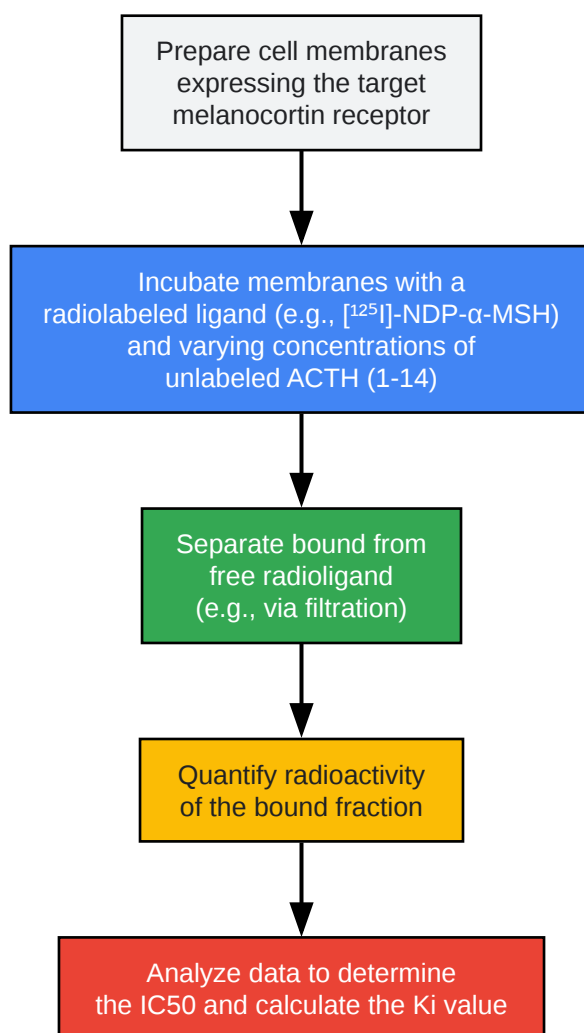 Prepare cell membranes
expressing the target
melanocortin receptor
Incubate membranes with a
radiolabeled ligand (e.g., [¹²⁵I]-NDP-α-MSH)
and varying concentrations of
unlabeled ACTH (1-14)
Separate bound from
free radioligand
(e.g., via filtration)
Quantify radioactivity
of the bound fraction
Analyze data to determine
the IC50 and calculate the Ki value